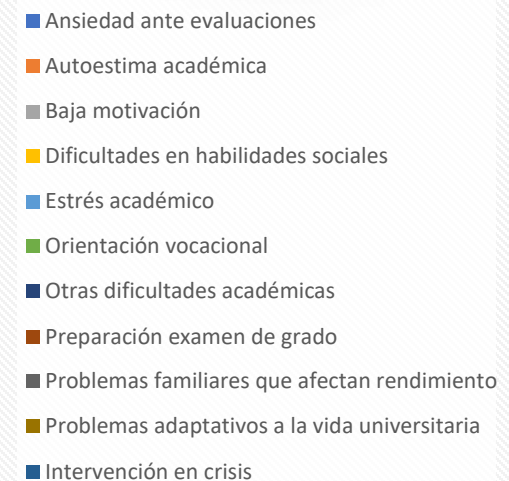 Ansiedad ante evaluaciones
Autoestima académica
Baja motivación
Dificultades en habilidades sociales
Estrés académico
Orientación vocacional
Otras dificultades académicas
Preparación examen de grado
Problemas familiares que afectan rendimiento
Problemas adaptativos a la vida universitaria
Intervención en crisis